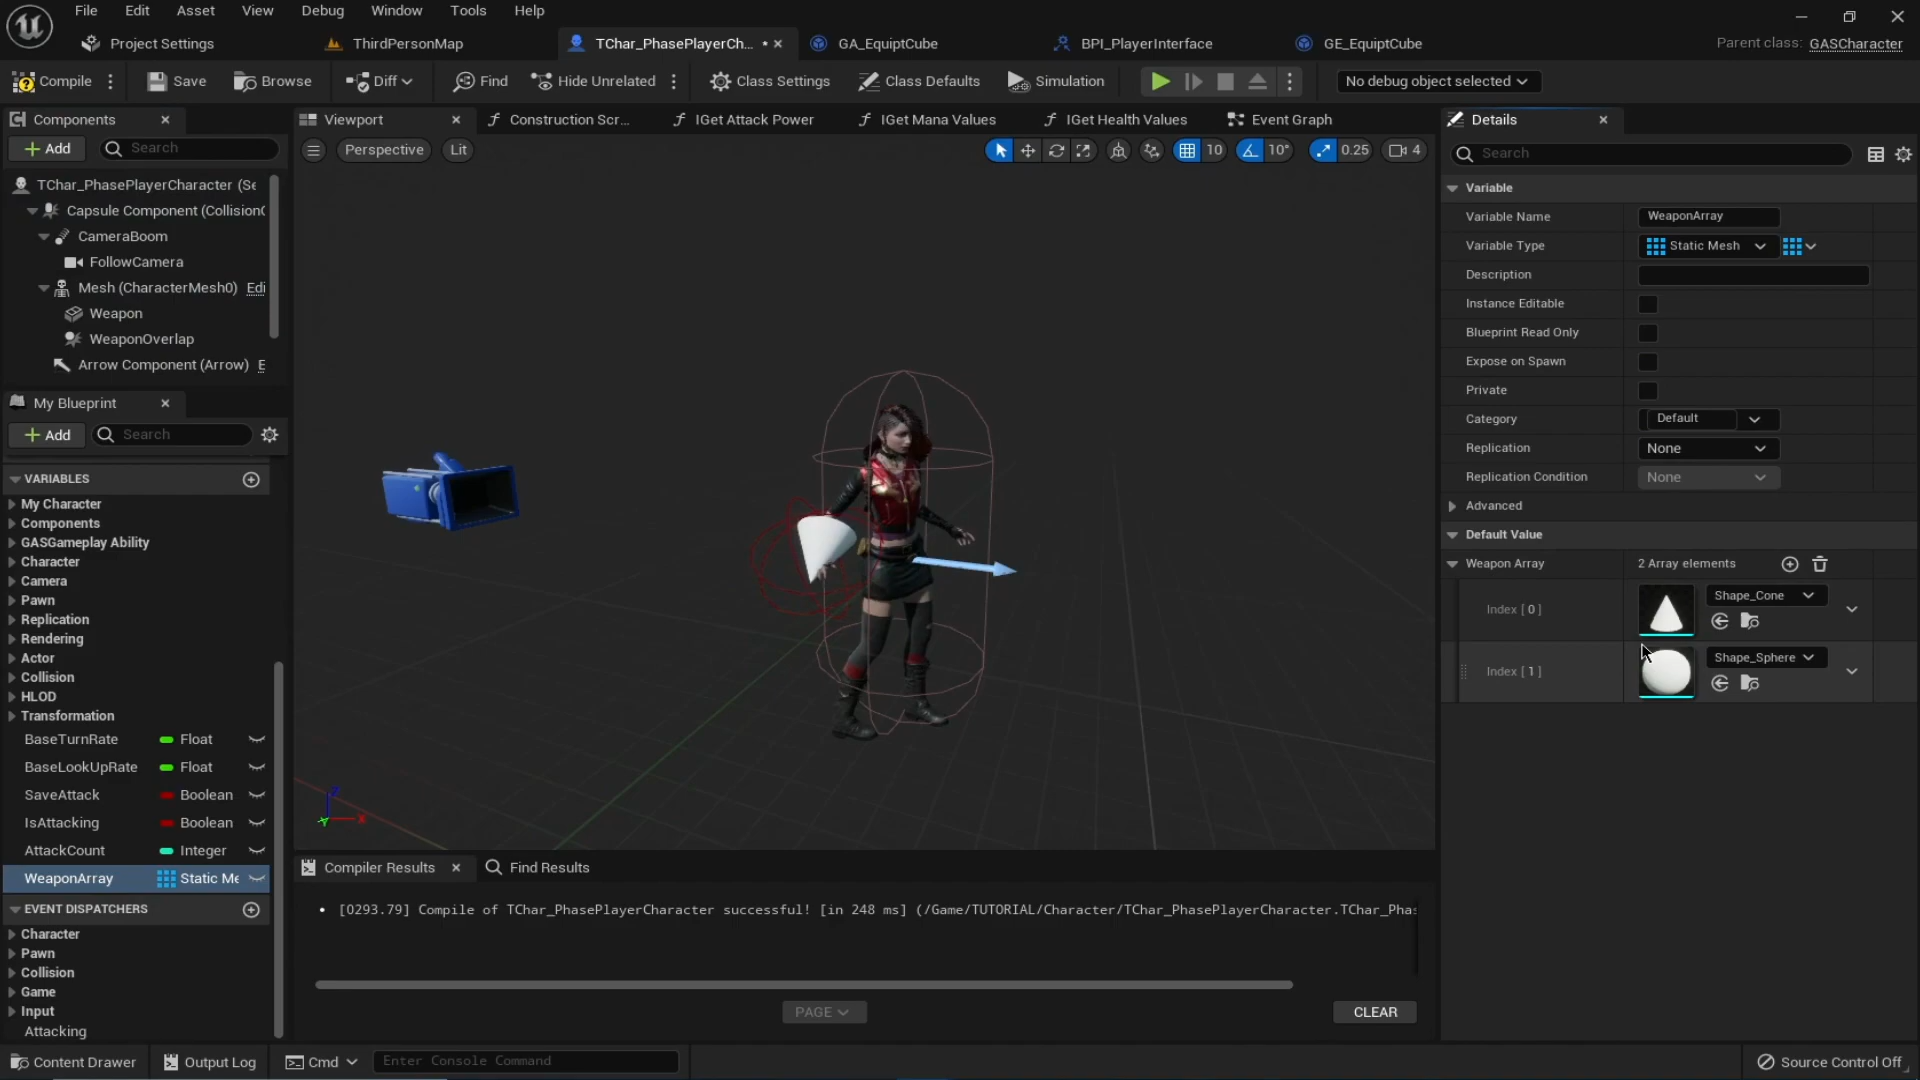 File Edit Asset View Debug Window Tools Help
Project Settings ThirdPersonMap TChar_PhasePlayerCh... • GA_EquiptCube BPI_PlayerInterface GE_EquiptCube Parent class: GASCharacter
Compile Save Browse Diff Find Hide Unrelated Class Settings Class Defaults Simulation No debug object selected
Components
Add Search
TChar_PhasePlayerCharacter (Se
Capsule Component (Collision
CameraBoom
FollowCamera
Mesh (CharacterMesh0) Edi
Weapon
WeaponOverlap
Arrow Component (Arrow) E
My Blueprint
Add Search
VARIABLES
My Character
Components
GASGameplay Ability
Character
Camera
Pawn
Replication
Rendering
Actor
Collision
HLOD
Transformation
BaseTurnRate Float
BaseLookUpRate Float
SaveAttack Boolean
IsAttacking Boolean
AttackCount Integer
WeaponArray Static Me
EVENT DISPATCHERS
Character
Pawn
Collision
Game
Input
Attacking
Viewport Construction Scr... IGet Attack Power IGet Mana Values IGet Health Values Event Graph
Perspective Lit 10 10° 0.25 4
Z
X
Y
Compiler Results Find Results
• [0293.79] Compile of TChar_PhasePlayerCharacter successful! [in 248 ms] (/Game/TUTORIAL/Character/TChar_PhasePlayerCharacter.TChar_Phas
PAGE CLEAR
Details
Search
Variable
Variable Name WeaponArray
Variable Type Static Mesh
Description
Instance Editable
Blueprint Read Only
Expose on Spawn
Private
Category Default
Replication None
Replication Condition None
Advanced
Default Value
Weapon Array 2 Array elements
Index [ 0 ] Shape_Cone
Index [ 1 ] Shape_Sphere
Content Drawer Output Log Cmd Enter Console Command Source Control Off